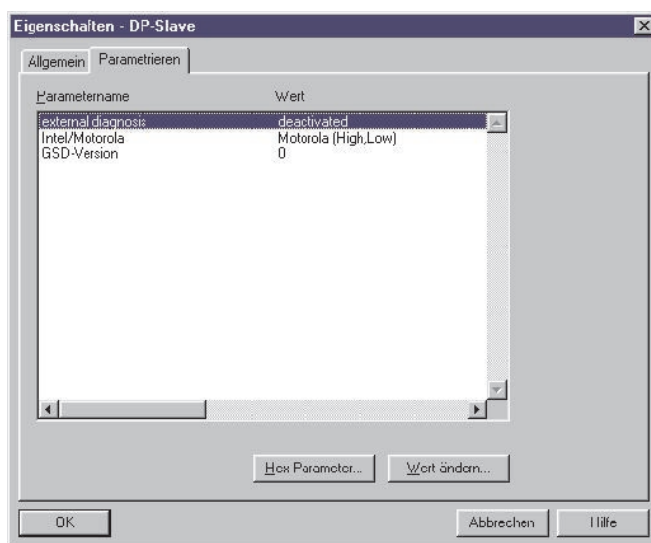 Eigenschaften - DP-Slave
Allgemein Parametrieren
Parametername Wert
external diagnosis deactivated
Intel/Motorola Motorola (High,Low)
GSD-Version 0
Hex Parameter... Wert ändern...
OK Abbrechen Hilfe